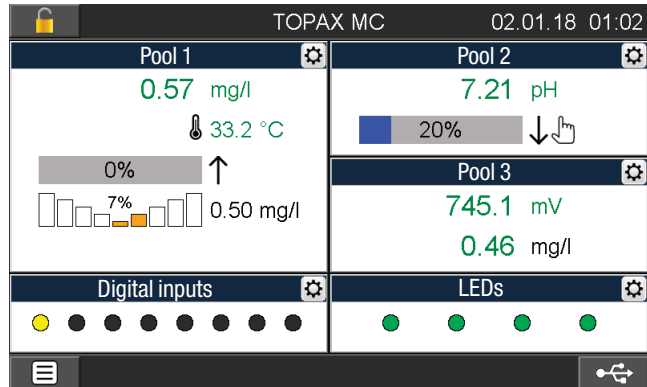 TOPAX MC 02.01.18 01:02
Pool 1
0.57 mg/l
33.2 °C
0%
7%
0.50 mg/l
Pool 2
7.21 pH
20%
Pool 3
745.1 mV
0.46 mg/l
Digital inputs
LEDs